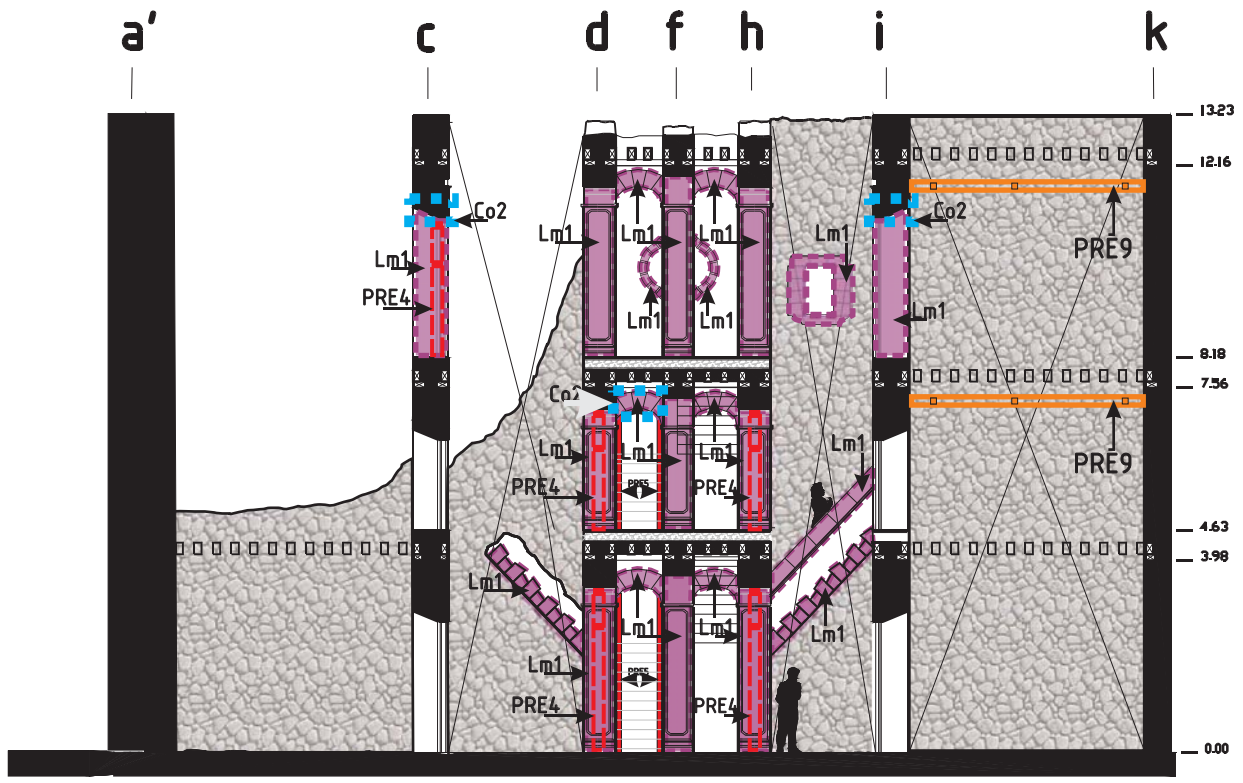 a' c d f h i k
13.23
12.16
Co2 Co2
Lm1 Lm1 Lm1 Lm1
PRE9
Lm1
PRE4
Lm1 Lm1 Lm1
8.18
7.56
Co2
Lm1 Lm1 Lm1 Lm1
PRE9
PRE4 PRE5 PRE4
4.63
3.98
Lm1
Lm1 Lm1 Lm1
Lm1
PRE5
PRE4 PRE4
0.00